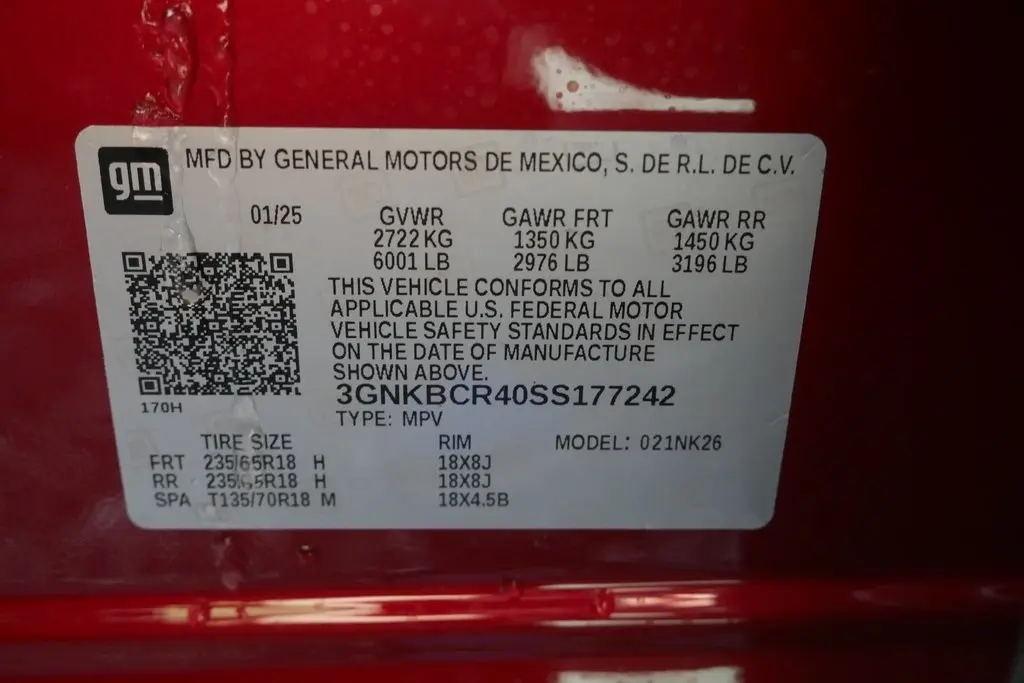 gm MFD BY GENERAL MOTORS DE MEXICO, S. DE R.L. DE C.V.
01/25 GVWR GAWR FRT GAWR RR
2722 KG 1350 KG 1450 KG
6001 LB 2976 LB 3196 LB
THIS VEHICLE CONFORMS TO ALL
APPLICABLE U.S. FEDERAL MOTOR
VEHICLE SAFETY STANDARDS IN EFFECT
ON THE DATE OF MANUFACTURE
SHOWN ABOVE.
3GNKBCR40SS177242
170H
TYPE: MPV
TIRE SIZE RIM MODEL: 021NK26
FRT 235/65R18 H 18X8J
RR 235/65R18 H 18X8J
SPA T135/70R18 M 18X4.5B